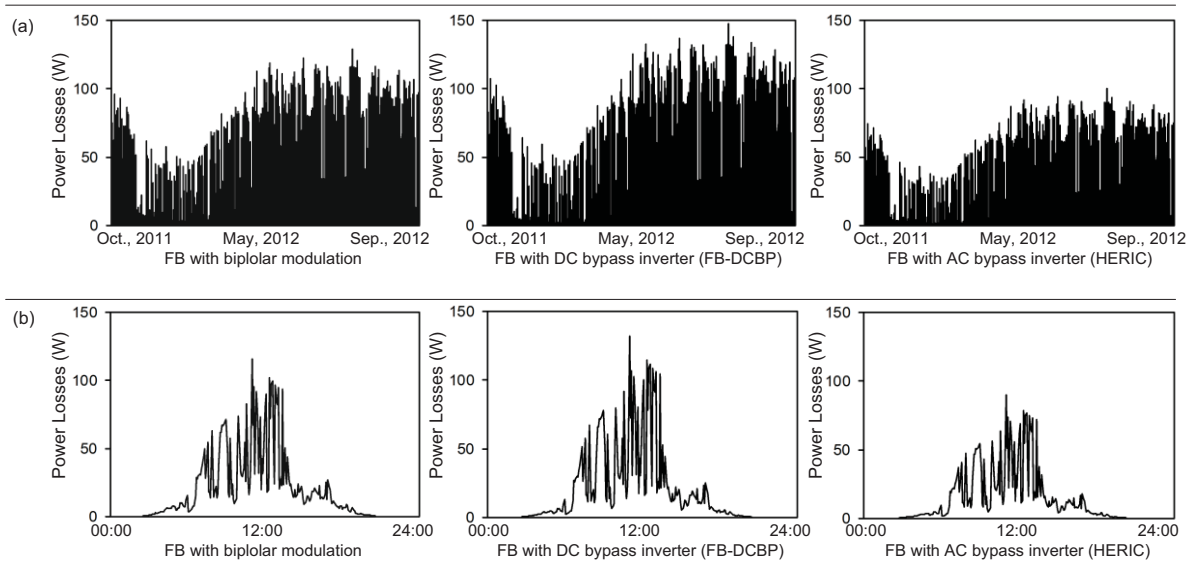 (a)
Power Losses (W)
150
100
50
0
Oct., 2011
May, 2012
Sep., 2012
FB with biplolar modulation
Power Losses (W)
150
100
50
0
Oct., 2011
May, 2012
Sep., 2012
FB with DC bypass inverter (FB-DCBP)
Power Losses (W)
150
100
50
0
Oct., 2011
May, 2012
Sep., 2012
FB with AC bypass inverter (HERIC)
(b)
Power Losses (W)
150
100
50
0
00:00
12:00
24:00
FB with biplolar modulation
Power Losses (W)
150
100
50
0
00:00
12:00
24:00
FB with DC bypass inverter (FB-DCBP)
Power Losses (W)
150
100
50
0
00:00
12:00
24:00
FB with AC bypass inverter (HERIC)